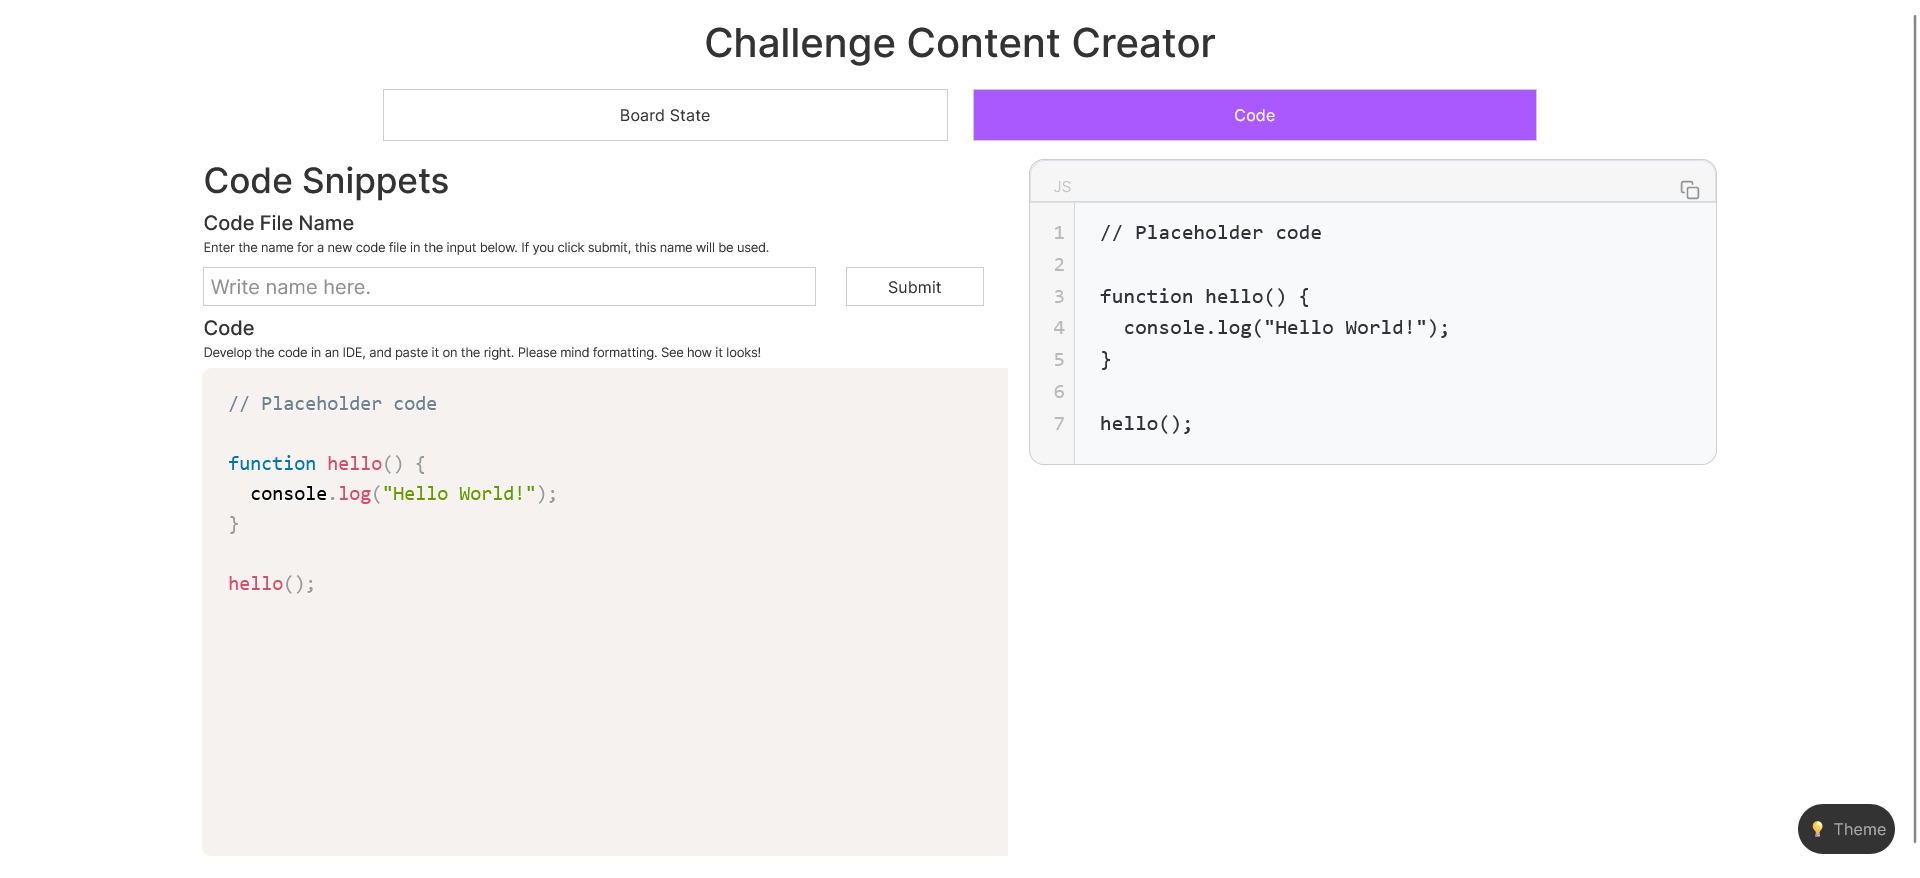 Challenge Content Creator
Board State
Code
Code Snippets
Code File Name
Enter the name for a new code file in the input below. If you click submit, this name will be used.
Write name here.
Submit
Code
Develop the code in an IDE, and paste it on the right. Please mind formatting. See how it looks!
// Placeholder code
function hello() {
  console.log("Hello World!");
}
hello();
JS
1 // Placeholder code
2
3 function hello() {
4   console.log("Hello World!");
5 }
6
7 hello();
Theme